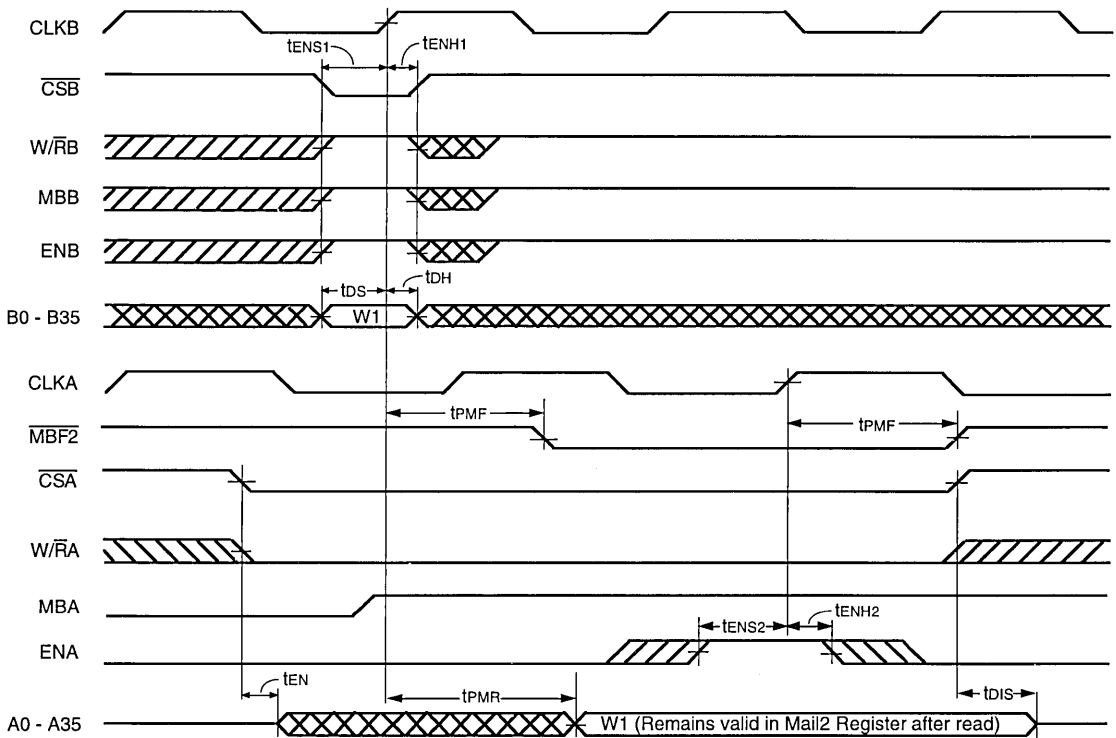 CLKB
tENS1
tENH1
CSB
W/RB
MBB
ENB
tDS
tDH
B0 - B35
W1
CLKA
tPMF
tPMF
MBF2
CSA
W/RA
MBA
tENS2
tENH2
ENA
tEN
tPMR
tDIS
A0 - A35
W1 (Remains valid in Mail2 Register after read)